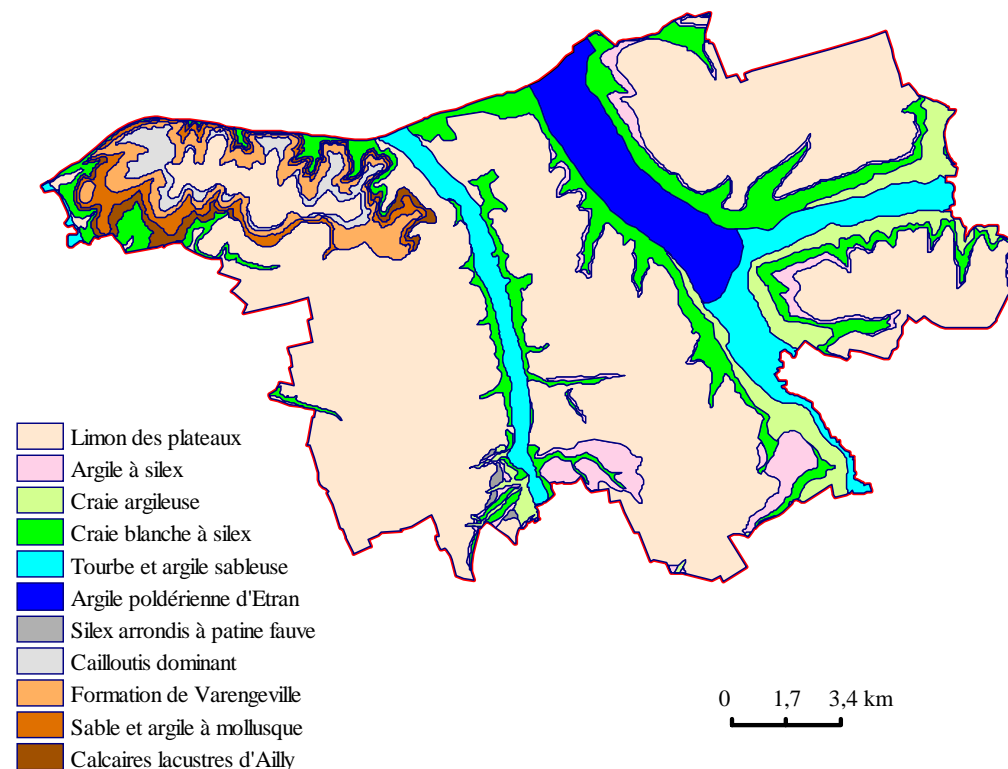 Limon des plateaux
Argile à silex
Craie argileuse
Craie blanche à silex
Tourbe et argile sableuse
Argile poldérienne d'Etran
Silex arrondis à patine fauve
Cailloutis dominant
Formation de Varengeville
Sable et argile à mollusque
Calcaires lacustres d'Ailly
0 1,7 3,4 km